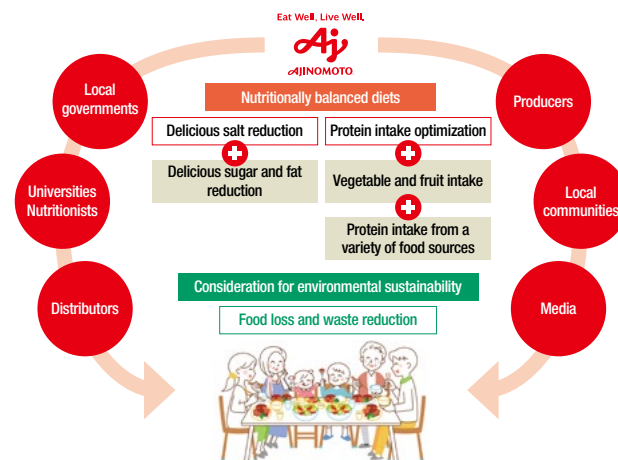 Eat Well, Live Well.
Aj
AJINOMOTO
Local
governments
Universities
Nutritionists
Distributors
Nutritionally balanced diets
Delicious salt reduction
Delicious sugar and fat
reduction
Protein intake optimization
Vegetable and fruit intake
Protein intake from a
variety of food sources
Consideration for environmental sustainability
Food loss and waste reduction
Producers
Local
communities
Media